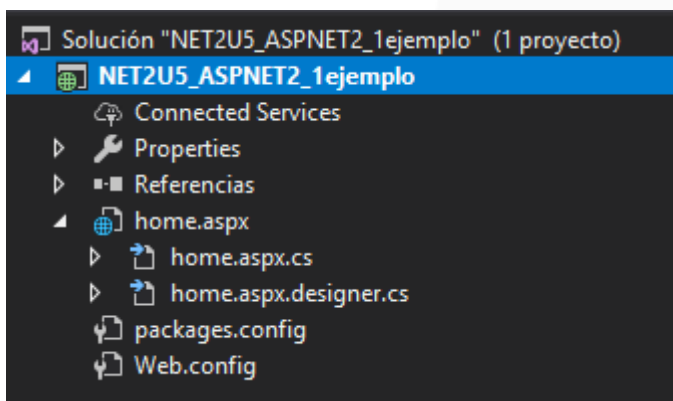 Solución "NET2U5_ASPNET2_1ejemplo" (1 proyecto)
NET2U5_ASPNET2_1ejemplo
Connected Services
Properties
Referencias
home.aspx
home.aspx.cs
home.aspx.designer.cs
packages.config
Web.config